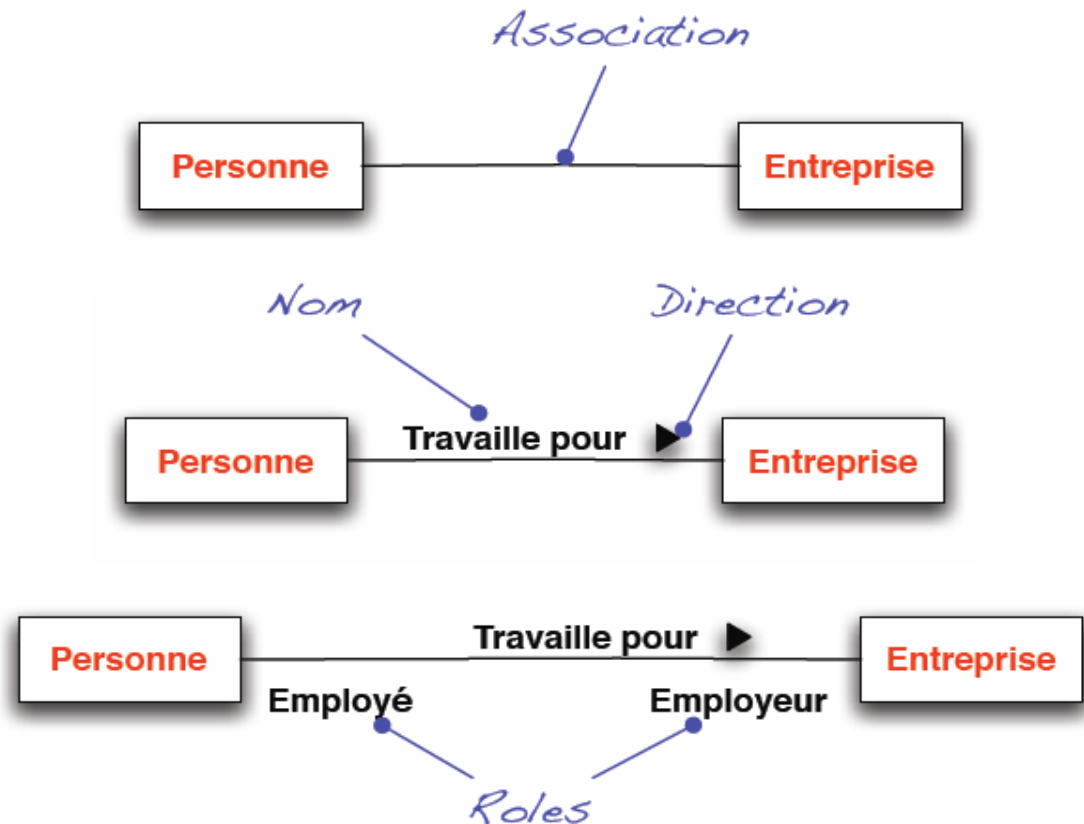 Association
Personne Entreprise
Nom Direction
Travaille pour
Personne Entreprise
Travaille pour
Personne Entreprise
Employé Employeur
Roles